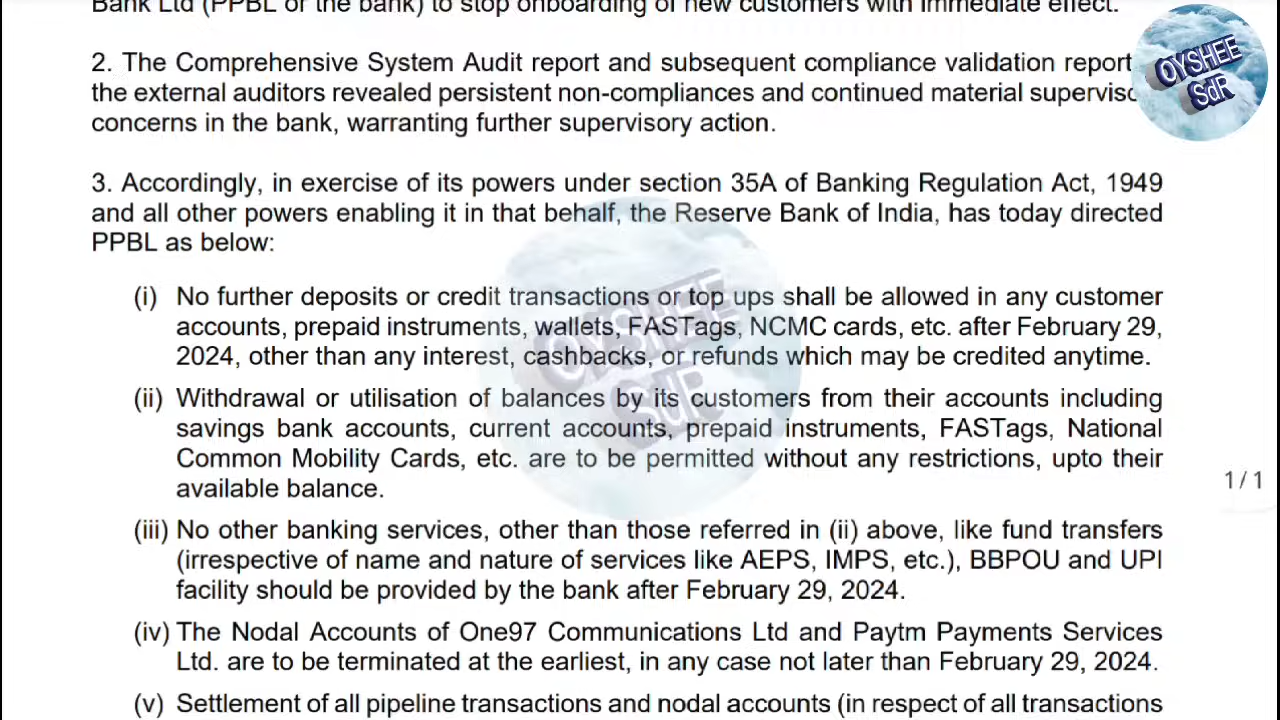 Bank Ltd (PPBL or the bank) to stop onboarding of new customers with immediate effect.
2. The Comprehensive System Audit report and subsequent compliance validation report
the external auditors revealed persistent non-compliances and continued material
concerns in the bank, warranting further supervisory action.
3. Accordingly, in exercise of its powers under section 35A of Banking Regulation Act, 1949
and all other powers enabling it in that behalf, the Reserve Bank of India, has today directed
PPBL as below:
(i) No further deposits or credit transactions or top ups shall be allowed in any customer
accounts, prepaid instruments, wallets, FASTags, NCMC cards, etc. after February 29,
2024, other than any interest, cashbacks, or refunds which may be credited anytime.
(ii) Withdrawal or utilisation of balances by its customers from their accounts including
savings bank accounts, current accounts, prepaid instruments, FASTags, National
Common Mobility Cards, etc. are to be permitted without any restrictions, upto their
available balance.
(iii) No other banking services, other than those referred in (ii) above, like fund transfers
(irrespective of name and nature of services like AEPS, IMPS, etc.), BBPOU and UPI
facility should be provided by the bank after February 29, 2024.
(iv) The Nodal Accounts of One97 Communications Ltd and Paytm Payments Services
Ltd. are to be terminated at the earliest, in any case not later than February 29, 2024.
(v) Settlement of all pipeline transactions and nodal accounts (in respect of all transactions
1 / 1
OYSHEE
SdR
OYSHEE
SdR